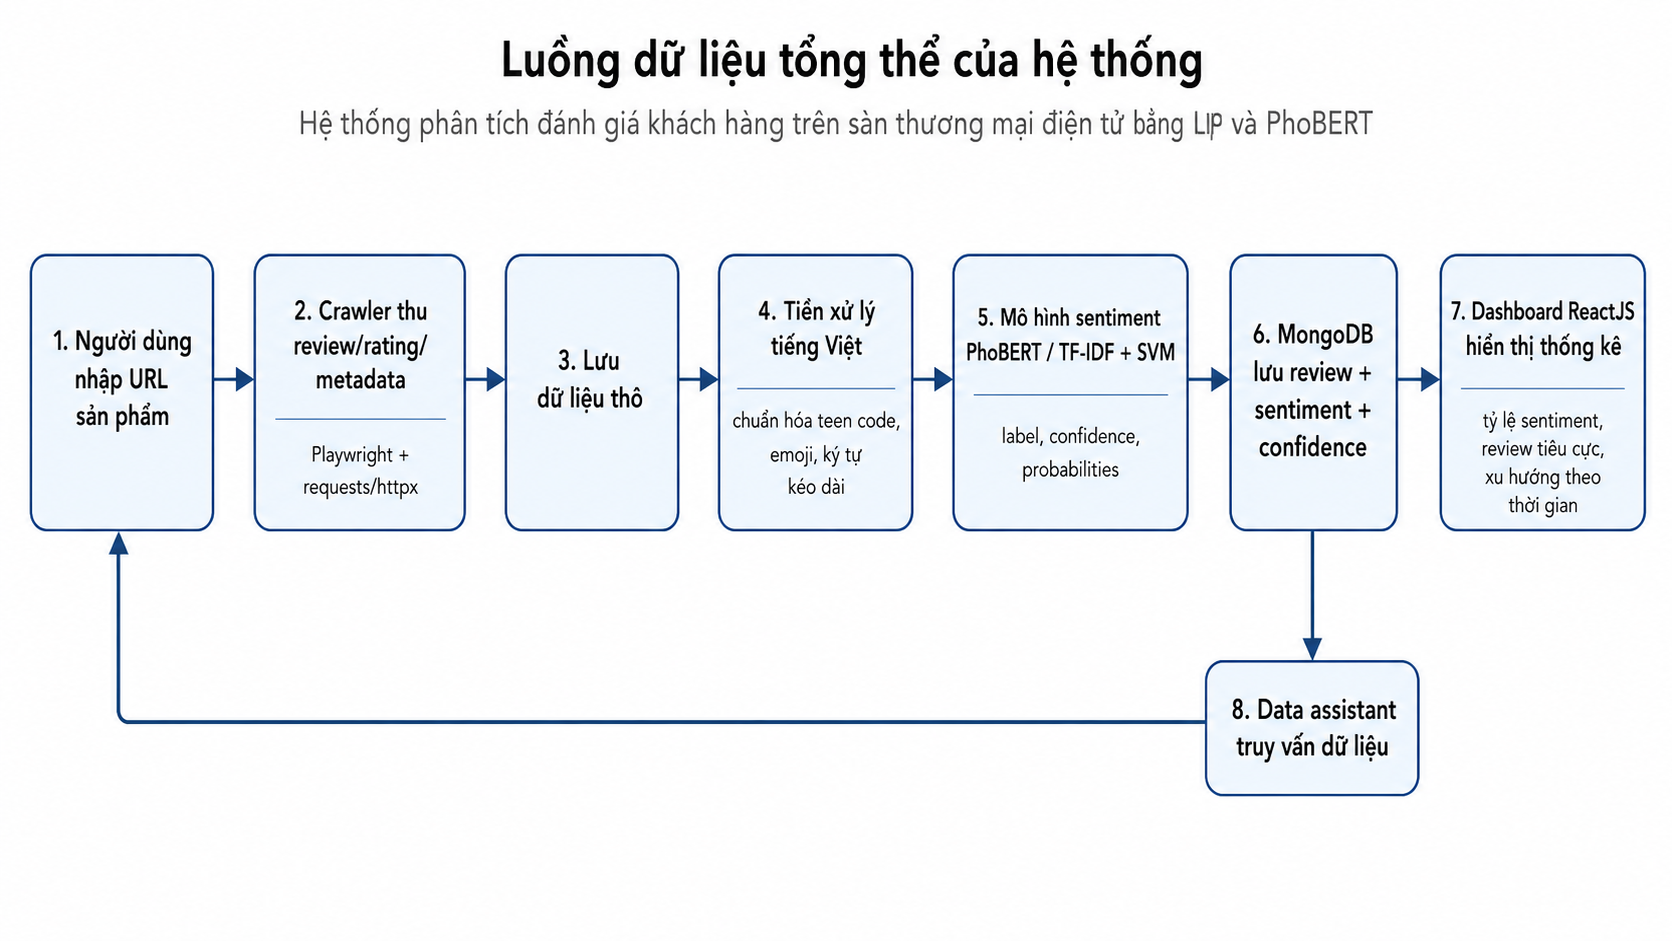 Luồng dữ liệu tổng thể của hệ thống
Hệ thống phân tích đánh giá khách hàng trên sàn thương mại điện tử bằng và PhoBERT
1. Người dùng
nhập URL
sản phẩm
2. Crawler thu
review/rating/
metadata
Playwright +
requests/httpx
3. Lưu
dữ liệu thô
4. Tiền xử lý
tiếng Việt
chuẩn hóa teen code,
emoji, ký tự
kéo dài
5. Mô hình sentiment
PhoBERT / TF-IDF + SVM
label, confidence,
probabilities
6. MongoDB
lưu review +
sentiment +
confidence
7. Dashboard ReactJS
hiển thị thống kê
tỷ lệ sentiment,
review tiêu cực,
xu hướng theo
thời gian
8. Data assistant
truy vấn dữ liệu